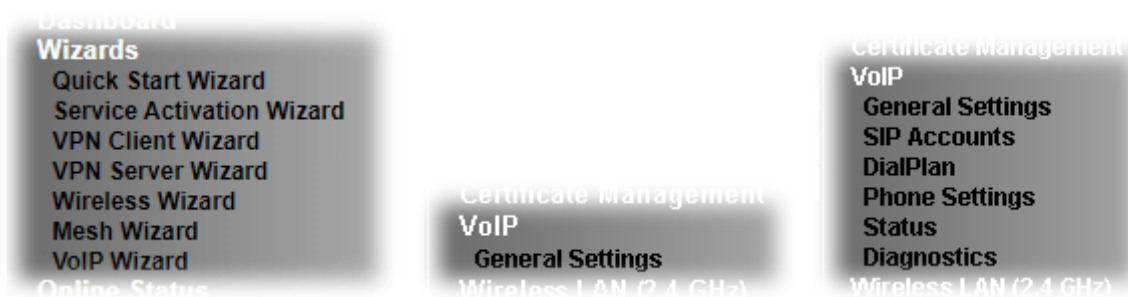 Dashboard
Wizards
Quick Start Wizard
Service Activation Wizard
VPN Client Wizard
VPN Server Wizard
Wireless Wizard
Mesh Wizard
VoIP Wizard
Online Status
Certificate Management
VoIP
General Settings
Wireless LAN (2.4 GHz)
Certificate Management
VoIP
General Settings
SIP Accounts
DialPlan
Phone Settings
Status
Diagnostics
Wireless LAN (2.4 GHz)